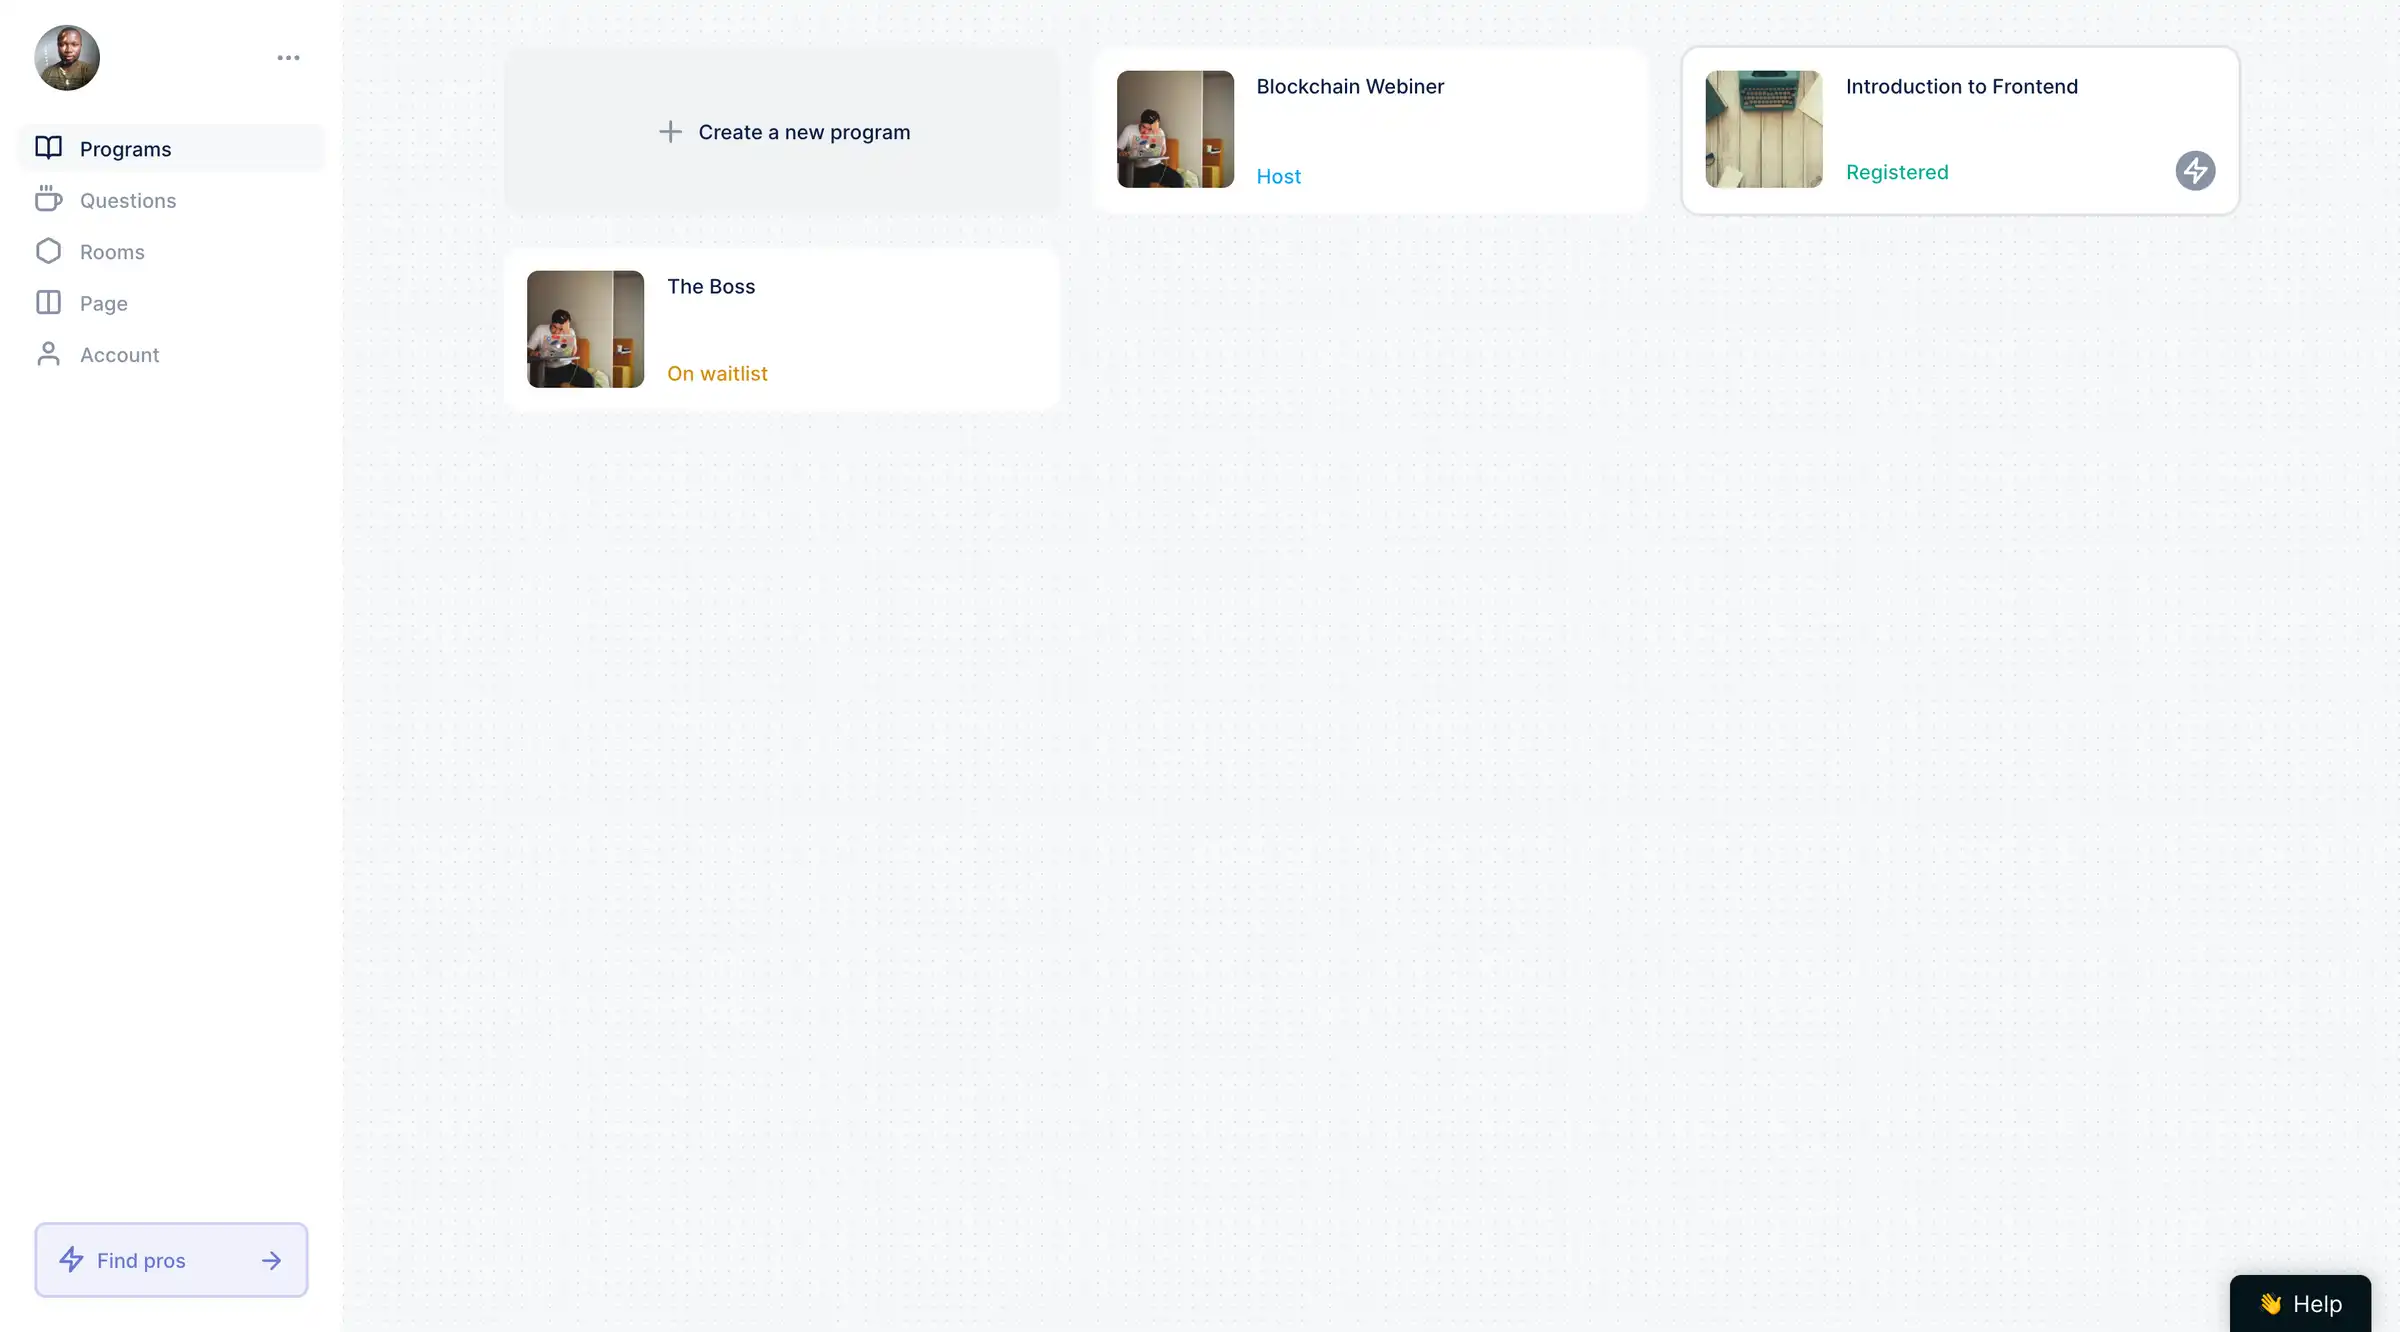 Programs
Questions
Rooms
Page
Account
Find pros
Create a new program
Blockchain Webiner
Host
Introduction to Frontend
Registered
The Boss
On waitlist
👋 Help